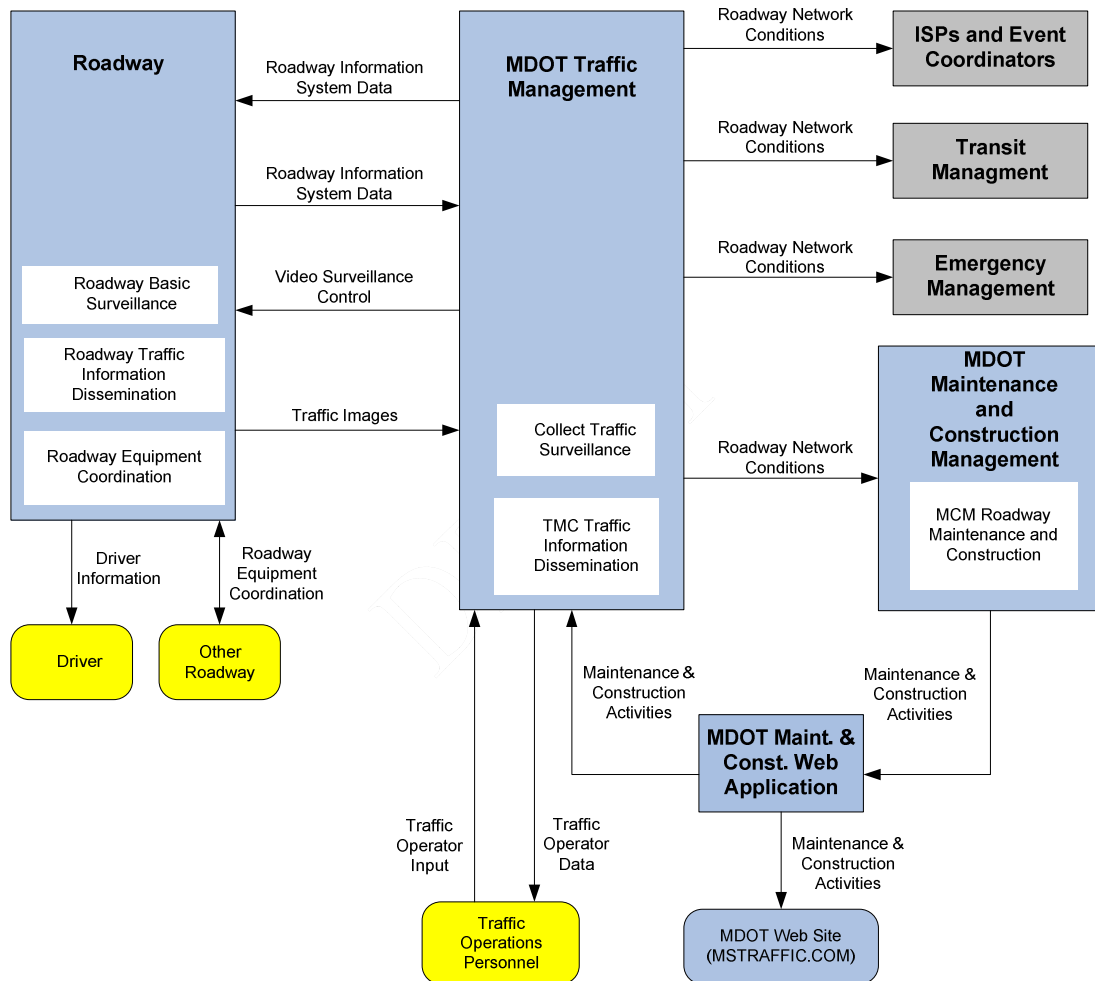 Roadway
Roadway Information
System Data
Roadway Information
System Data
Video Surveillance
Control
Traffic Images
Roadway Basic
Surveillance
Roadway Traffic
Information
Dissemination
Roadway Equipment
Coordination
Driver
Information
Roadway
Equipment
Coordination
Driver
Other
Roadway
MDOT Traffic
Management
Collect Traffic
Surveillance
TMC Traffic
Information
Dissemination
Roadway Network
Conditions
ISPs and Event
Coordinators
Roadway Network
Conditions
Transit
Managment
Roadway Network
Conditions
Emergency
Management
Roadway Network
Conditions
MDOT
Maintenance
and
Construction
Management
MCM Roadway
Maintenance and
Construction
Maintenance &
Construction
Activities
Maintenance &
Construction
Activities
MDOT Maint. &
Const. Web
Application
Traffic
Operator
Input
Traffic
Operator
Data
Maintenance &
Construction
Activities
Traffic
Operations
Personnel
MDOT Web Site
(MSTRAFFIC.COM)